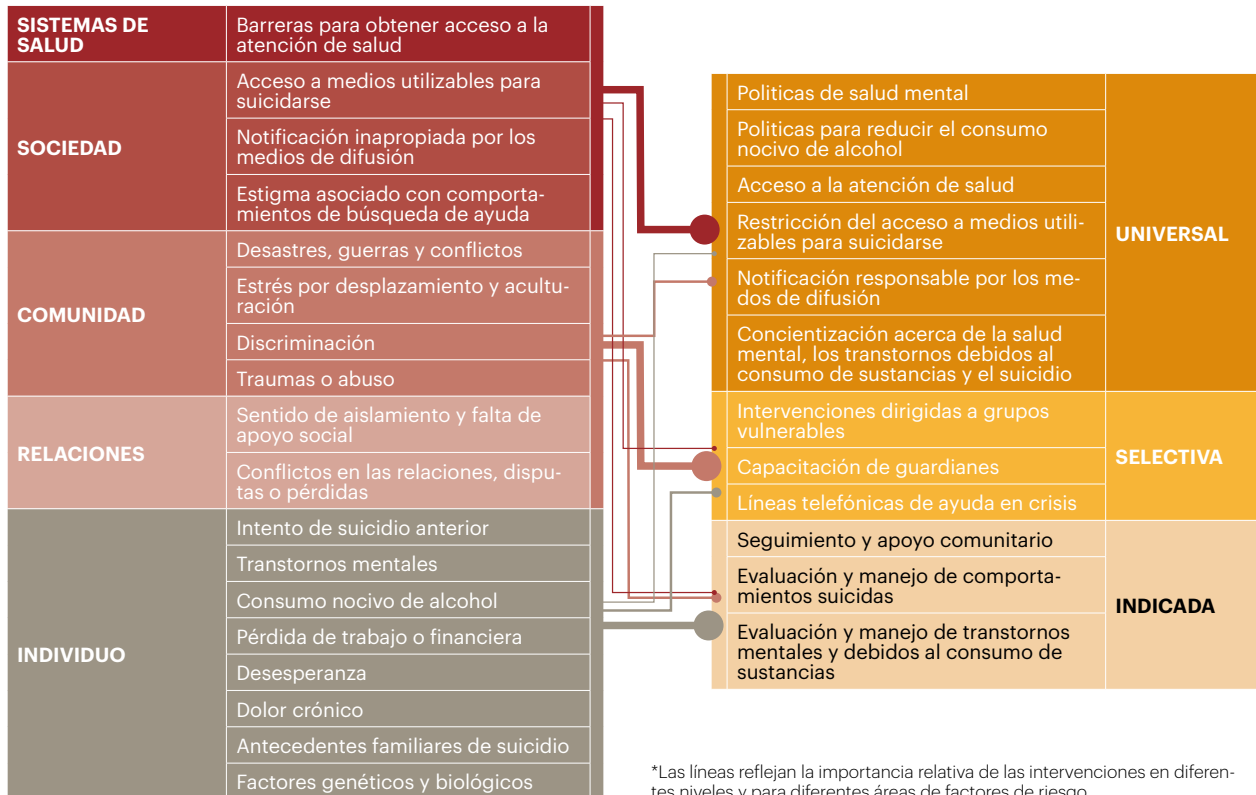 SISTEMAS DE
SALUD
Barreras para obtener acceso a la
atención de salud
SOCIEDAD
Acceso a medios utilizables para
suicidarse
Notificación inapropiada por los
medios de difusión
Estigma asociado con comporta-
mientos de búsqueda de ayuda
COMUNIDAD
Desastres, guerras y conflictos
Estrés por desplazamiento y acultu-
ración
Discriminación
Traumas o abuso
RELACIONES
Sentido de aislamiento y falta de
apoyo social
Conflictos en las relaciones, dispu-
tas o pérdidas
INDIVIDUO
Intento de suicidio anterior
Transtornos mentales
Consumo nocivo de alcohol
Pérdida de trabajo o financiera
Desesperanza
Dolor crónico
Antecedentes familiares de suicidio
Factores genéticos y biológicos
Politicas de salud mental
Politicas para reducir el consumo
nocivo de alcohol
Acceso a la atención de salud
Restricción del acceso a medios utili-
zables para suicidarse
Notificación responsable por los me-
dos de difusión
Concientización acerca de la salud
mental, los transtornos debidos al
consumo de sustancias y el suicidio
UNIVERSAL
Intervenciones dirigidas a grupos
vulnerables
Capacitación de guardianes
Líneas telefónicas de ayuda en crisis
SELECTIVA
Seguimiento y apoyo comunitario
Evaluación y manejo de comporta-
mientos suicidas
Evaluación y manejo de transtornos
mentales y debidos al consumo de
sustancias
INDICADA
*Las líneas reflejan la importancia relativa de las intervenciones en diferen-
tes niveles y para diferentes áreas de factores de riesgo